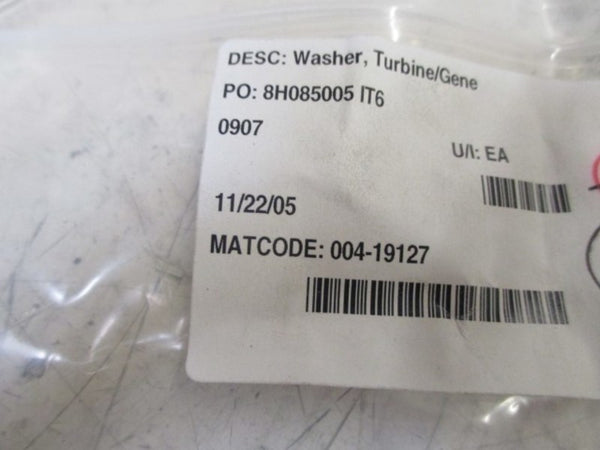 DESC: Washer, Turbine/Gene
PO: 8H085005 IT6
0907
U/I: EA
11/22/05
MATCODE: 004-19127